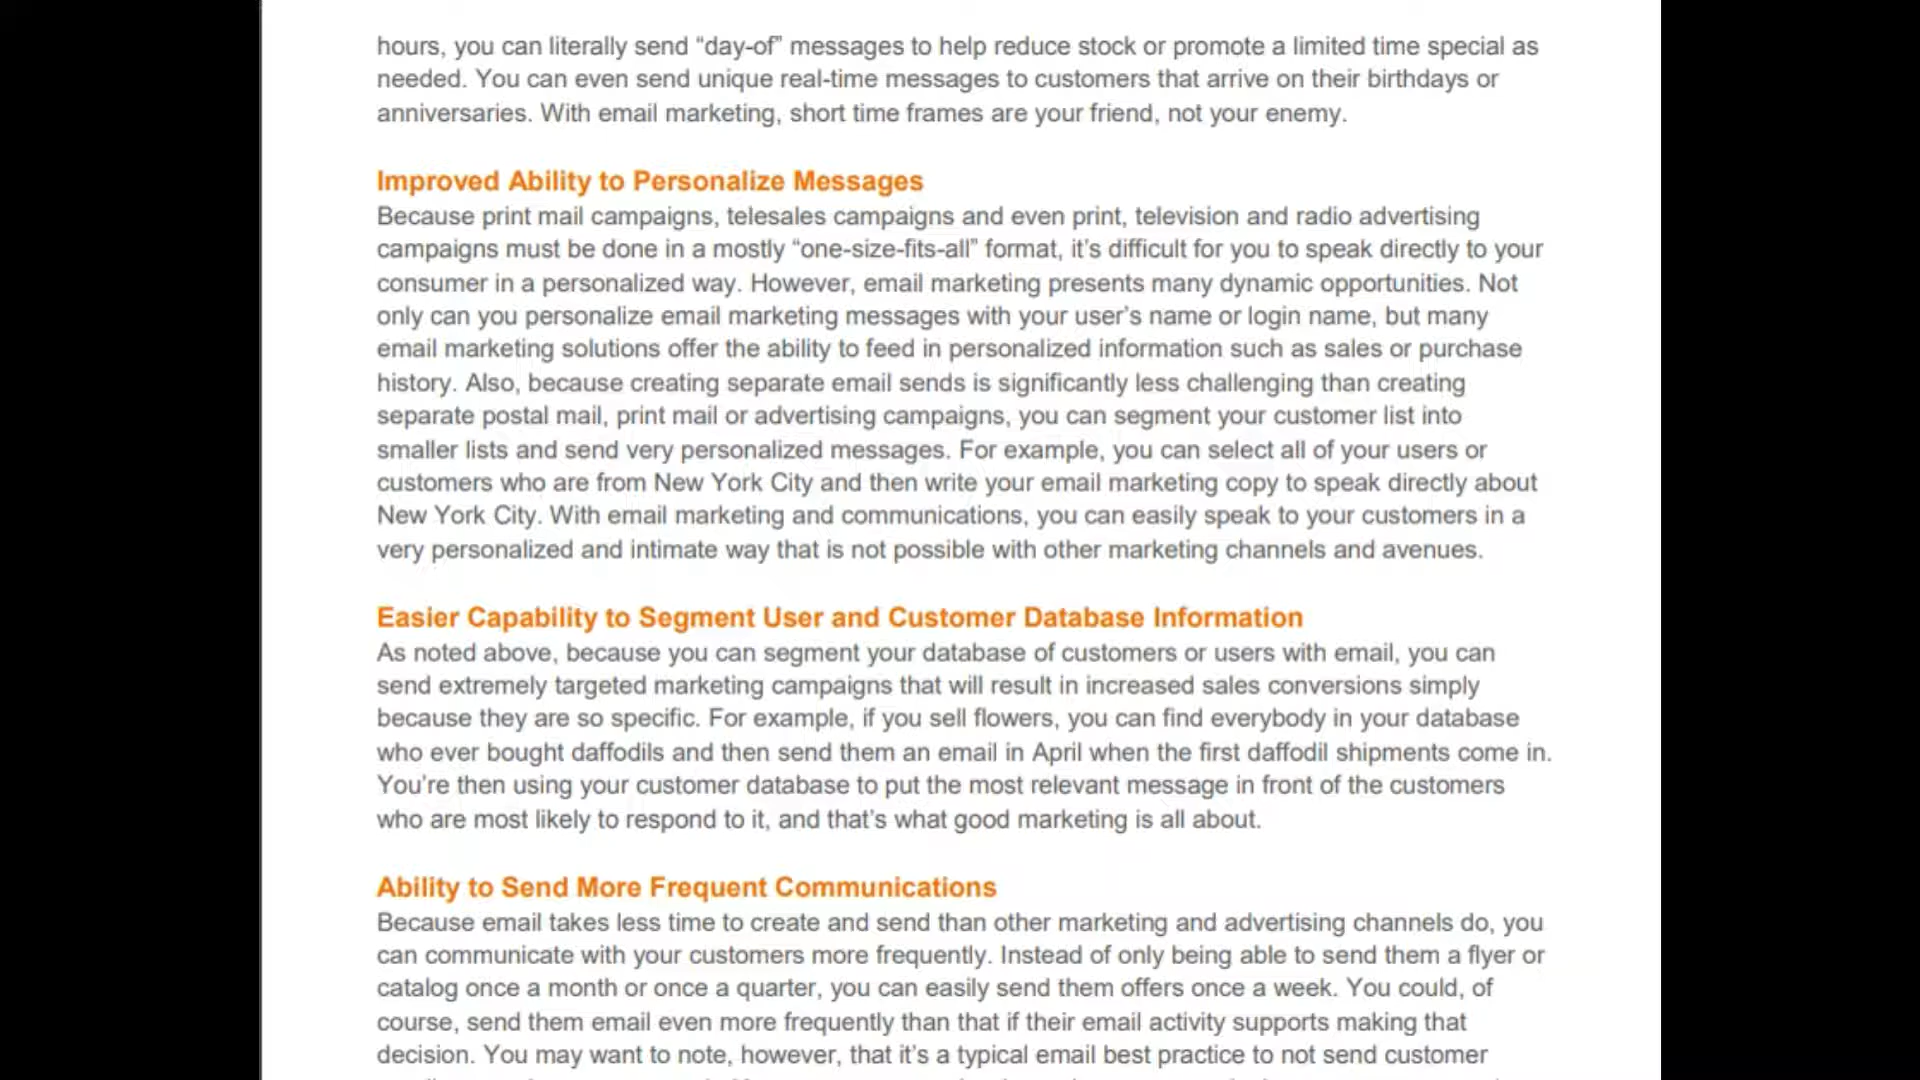 hours, you can literally send “day-of” messages to help reduce stock or promote a limited time special as
needed. You can even send unique real-time messages to customers that arrive on their birthdays or
anniversaries. With email marketing, short time frames are your friend, not your enemy.
Improved Ability to Personalize Messages
Because print mail campaigns, telesales campaigns and even print, television and radio advertising
campaigns must be done in a mostly “one-size-fits-all” format, it’s difficult for you to speak directly to your
consumer in a personalized way. However, email marketing presents many dynamic opportunities. Not
only can you personalize email marketing messages with your user’s name or login name, but many
email marketing solutions offer the ability to feed in personalized information such as sales or purchase
history. Also, because creating separate email sends is significantly less challenging than creating
separate postal mail, print mail or advertising campaigns, you can segment your customer list into
smaller lists and send very personalized messages. For example, you can select all of your users or
customers who are from New York City and then write your email marketing copy to speak directly about
New York City. With email marketing and communications, you can easily speak to your customers in a
very personalized and intimate way that is not possible with other marketing channels and avenues.
Easier Capability to Segment User and Customer Database Information
As noted above, because you can segment your database of customers or users with email, you can
send extremely targeted marketing campaigns that will result in increased sales conversions simply
because they are so specific. For example, if you sell flowers, you can find everybody in your database
who ever bought daffodils and then send them an email in April when the first daffodil shipments come in.
You’re then using your customer database to put the most relevant message in front of the customers
who are most likely to respond to it, and that’s what good marketing is all about.
Ability to Send More Frequent Communications
Because email takes less time to create and send than other marketing and advertising channels do, you
can communicate with your customers more frequently. Instead of only being able to send them a flyer or
catalog once a month or once a quarter, you can easily send them offers once a week. You could, of
course, send them email even more frequently than that if their email activity supports making that
decision. You may want to note, however, that it’s a typical email best practice to not send customer